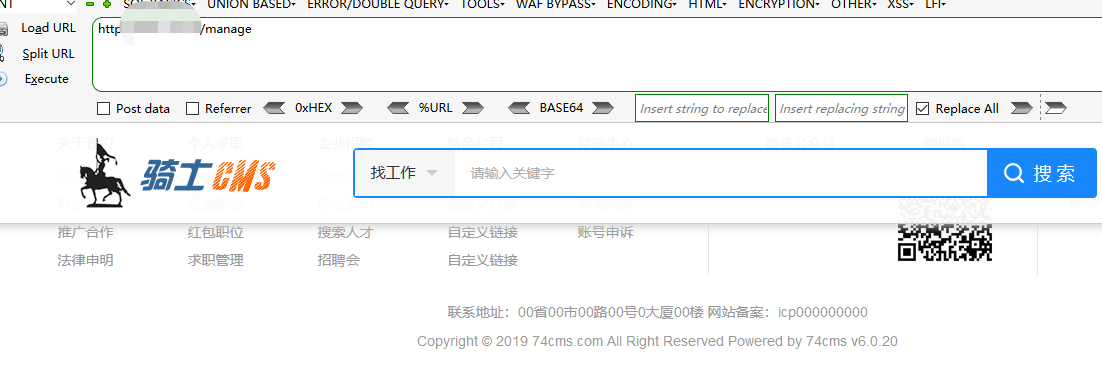 NT SQL BASICS UNION BASED ERROR/DOUBLE QUERY TOOLS WAF BYPASS ENCODING HTML ENCRYPTION OTHER XSS LFI
Load URL http /manage
Split URL
Execute
Post data Referrer 0xHEX %URL BASE64 Insert string to replace Insert replacing string Replace All
骑士CMS 找工作 请输入关键字 搜索
推广合作 红包职位 搜索人才 自定义链接 账号申诉
法律申明 求职管理 招聘会 自定义链接
联系地址：00省00市00路00号0大厦00楼 网站备案：icp000000000
Copyright © 2019 74cms.com All Right Reserved Powered by 74cms v6.0.20